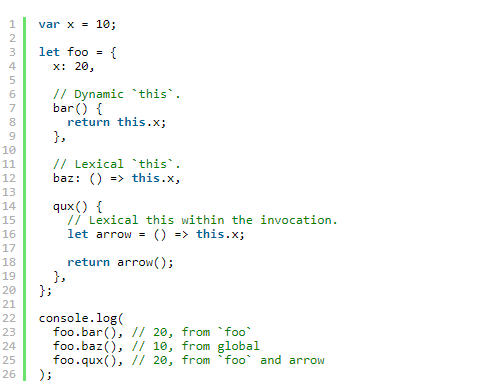 1 var x = 10;
2
3 let foo = {
4   x: 20,
5
6   // Dynamic `this`.
7   bar() {
8     return this.x;
9   },
10
11   // Lexical `this`.
12   baz: () => this.x,
13
14   qux() {
15     // Lexical this within the invocation.
16     let arrow = () => this.x;
17
18     return arrow();
19   },
20 };
21
22 console.log(
23   foo.bar(), // 20, from `foo`
24   foo.baz(), // 10, from global
25   foo.qux(), // 20, from `foo` and arrow
26 );